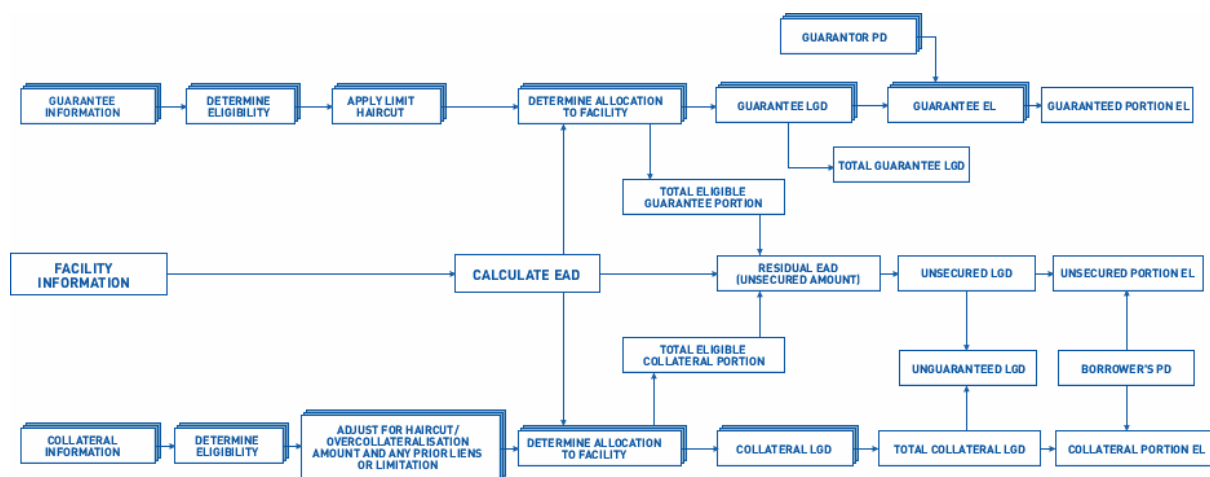 GUARANTOR PD
GUARANTEE
INFORMATION
DETERMINE
ELIGIBILITY
APPLY LIMIT
HAIRCUT
DETERMINE ALLOCATION
TO FACILITY
GUARANTEE LGD
GUARANTEE EL
GUARANTEED PORTION EL
TOTAL GUARANTEE LGD
TOTAL ELIGIBLE
GUARANTEE PORTION
FACILITY
INFORMATION
CALCULATE EAD
RESIDUAL EAD
(UNSECURED AMOUNT)
UNSECURED LGD
UNSECURED PORTION EL
TOTAL ELIGIBLE
COLLATERAL PORTION
UNGUARANTEED LGD
BORROWER'S PD
COLLATERAL
INFORMATION
DETERMINE
ELIGIBILITY
ADJUST FOR HAIRCUT/
OVERCOLLATERALISATION
AMOUNT AND ANY PRIOR LIENS
OR LIMITATION
DETERMINE ALLOCATION
TO FACILITY
COLLATERAL LGD
TOTAL COLLATERAL LGD
COLLATERAL PORTION EL